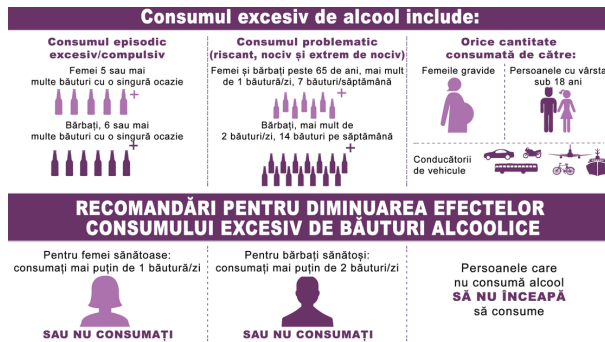 Consumul excesiv de alcool include:
Consumul episodic
excesiv/compulsiv
Femei 5 sau mai
multe băuturi cu o singură ocazie
+
Bărbați, 6 sau mai
multe băuturi cu o singură ocazie
+
Consumul problematic
(riscant, nociv și extrem de nociv)
Femei și bărbați peste 65 de ani, mai mult
de 1 băutură/zi, 7 băuturi/săptămână
+
Bărbați, mai mult de
2 băuturi/zi, 14 băuturi pe săptămână
+
Orice cantitate
consumată de către:
Femeile gravide
Persoanele cu vârsta
sub 18 ani
Conducătorii
de vehicule
RECOMANDĂRI PENTRU DIMINUAREA EFECTELOR
CONSUMULUI EXCESIV DE BĂUTURI ALCOOLICE
Pentru femei sănătoase:
consumați mai puțin de 1 băutură/zi
SAU NU CONSUMAȚI
Pentru bărbați sănătoși:
consumați mai puțin de 2 băuturi/zi
SAU NU CONSUMAȚI
Persoanele care
nu consumă alcool
SĂ NU ÎNCEAPĂ
să consume